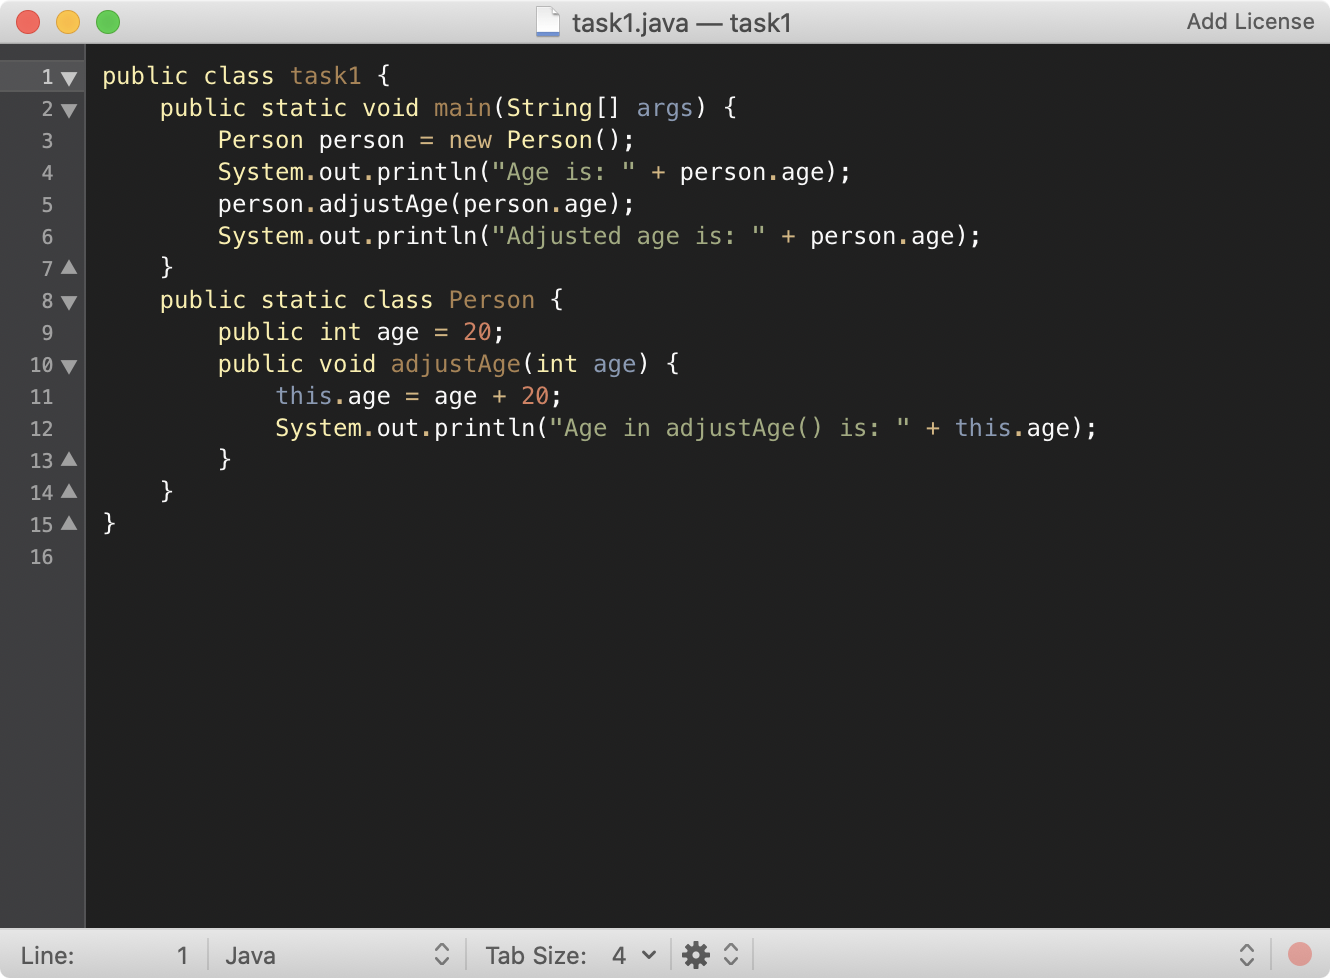 task1.java — task1
Add License
1 public class task1 {
2 public static void main(String[] args) {
3 Person person = new Person();
4 System.out.println("Age is: " + person.age);
5 person.adjustAge(person.age);
6 System.out.println("Adjusted age is: " + person.age);
7 }
8 public static class Person {
9 public int age = 20;
10 public void adjustAge(int age) {
11 this.age = age + 20;
12 System.out.println("Age in adjustAge() is: " + this.age);
13 }
14 }
15 }
16
Line: 1 Java Tab Size: 4